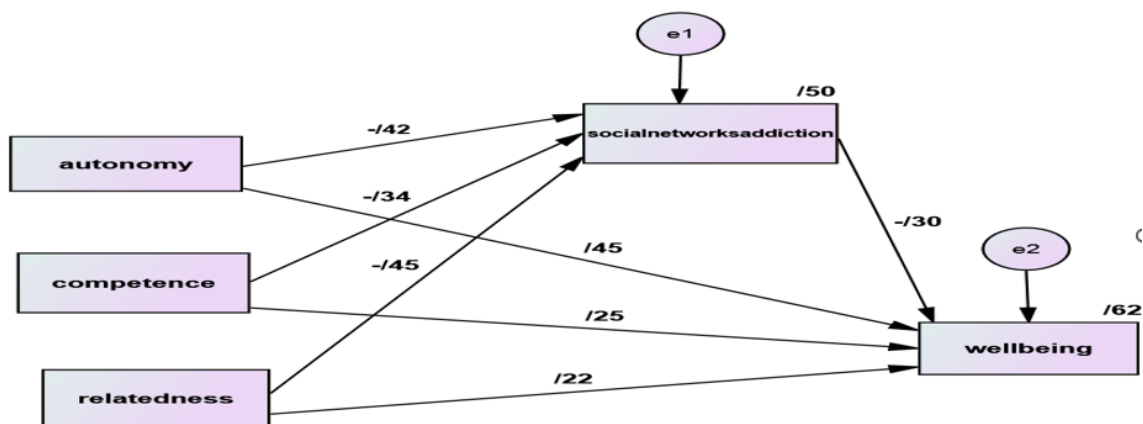 e1
/50
socialnetworksaddiction
-/42
autonomy
-/34
/45
-/30
e2
-/45
competence
/25
/62
wellbeing
/22
relatedness